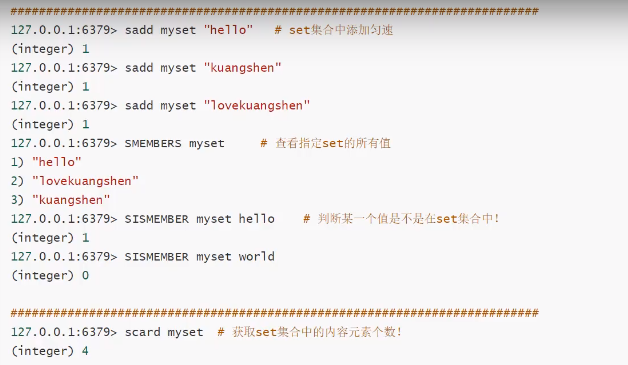 ##########################################################################
127.0.0.1:6379> sadd myset "hello"   # set集合中添加匀速
(integer) 1
127.0.0.1:6379> sadd myset "kuangshen"
(integer) 1
127.0.0.1:6379> sadd myset "lovekuangshen"
(integer) 1
127.0.0.1:6379> SMEMBERS myset     # 查看指定set的所有值
1) "hello"
2) "lovekuangshen"
3) "kuangshen"
127.0.0.1:6379> SISMEMBER myset hello    # 判断某一个值是不是在set集合中!
(integer) 1
127.0.0.1:6379> SISMEMBER myset world
(integer) 0
##########################################################################
127.0.0.1:6379> scard myset  # 获取set集合中的内容元素个数!
(integer) 4